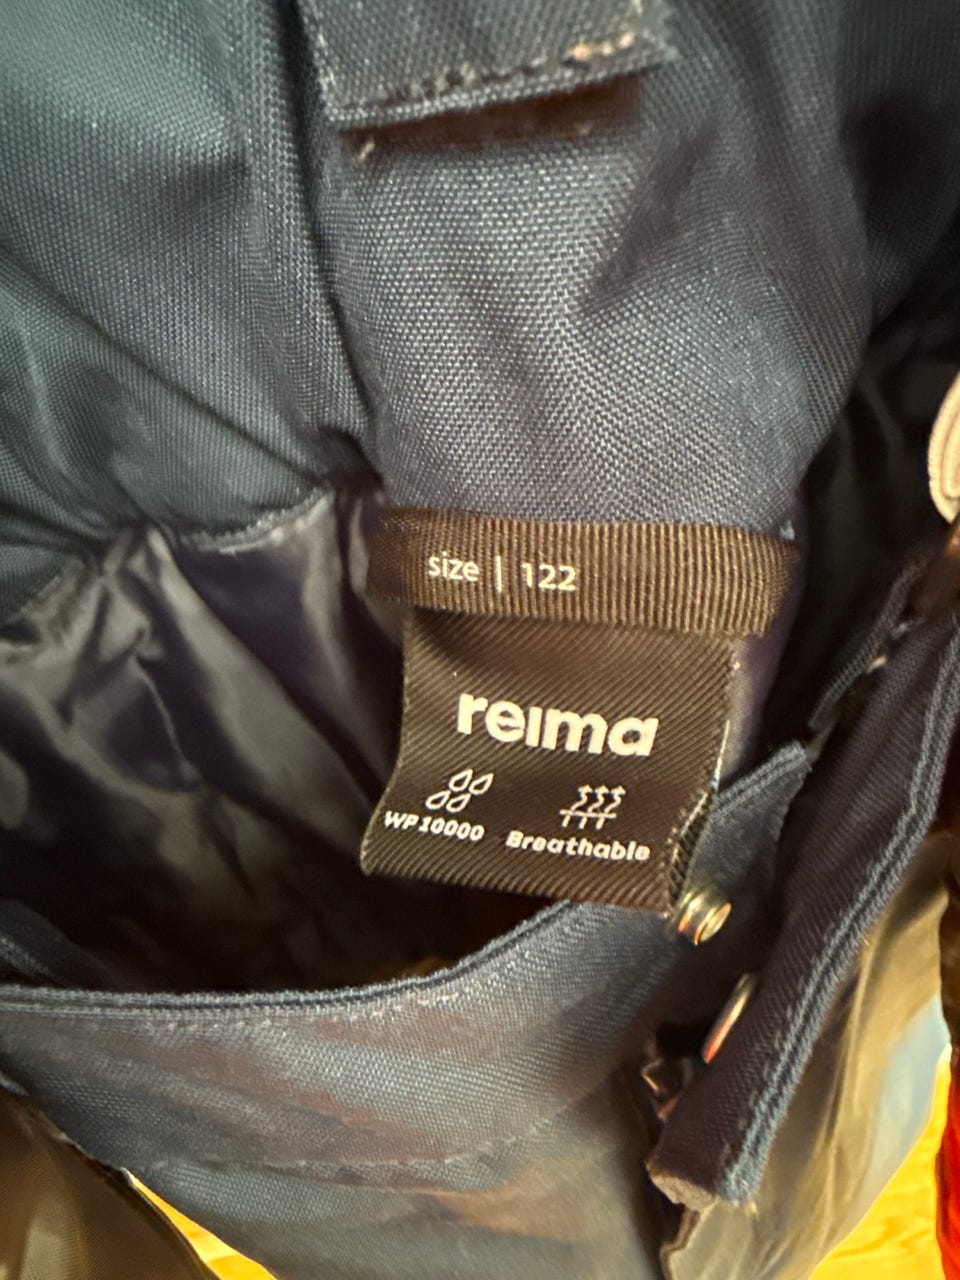 size | 122
reima
WP10000 Breathable